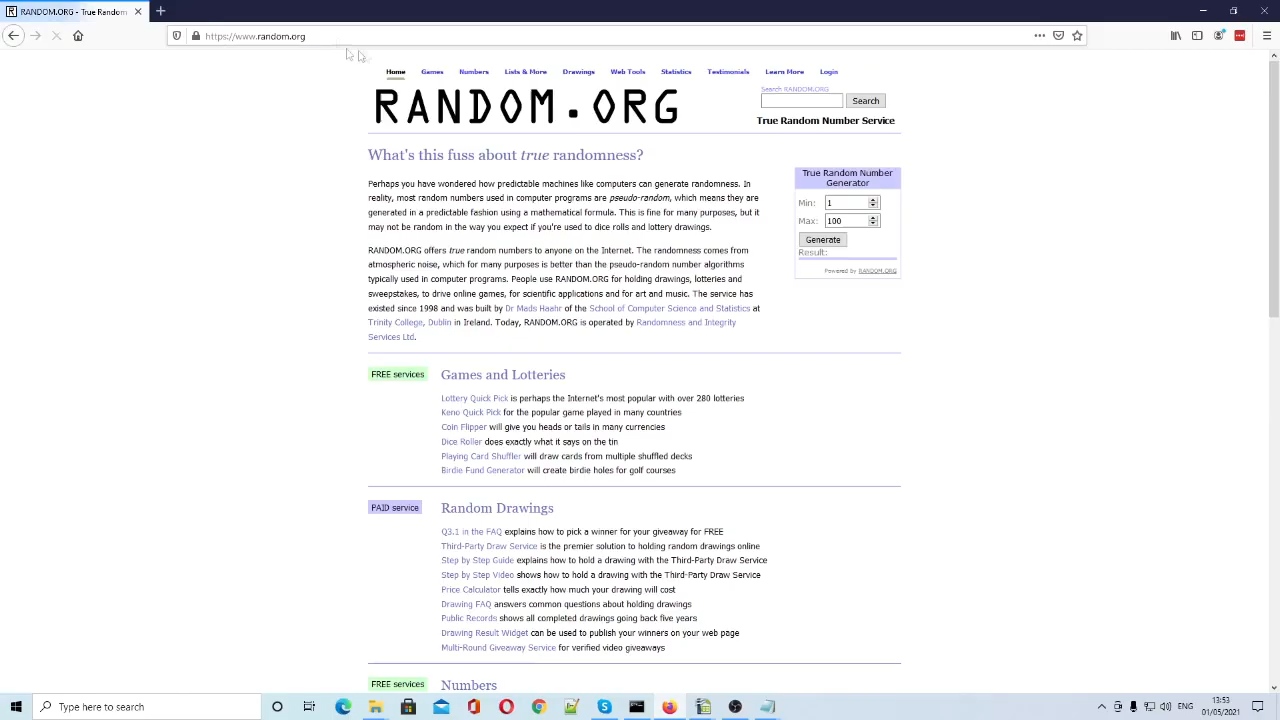 RANDOM.ORG - True Random Num
https://www.random.org
Home Games Numbers Lists & More Drawings Web Tools Statistics Testimonials Learn More Login
RANDOM.ORG
Search RANDOM.ORG
Search
True Random Number Service
What's this fuss about true randomness?
Perhaps you have wondered how predictable machines like computers can generate randomness. In
reality, most random numbers used in computer programs are pseudo-random, which means they are
generated in a predictable fashion using a mathematical formula. This is fine for many purposes, but it
may not be random in the way you expect if you're used to dice rolls and lottery drawings.
RANDOM.ORG offers true random numbers to anyone on the Internet. The randomness comes from
atmospheric noise, which for many purposes is better than the pseudo-random number algorithms
typically used in computer programs. People use RANDOM.ORG for holding drawings, lotteries and
sweepstakes, to drive online games, for scientific applications and for art and music. The service has
existed since 1998 and was built by Dr Mads Haahr of the School of Computer Science and Statistics at
Trinity College, Dublin in Ireland. Today, RANDOM.ORG is operated by Randomness and Integrity
Services Ltd.
True Random Number
Generator
Min: 1
Max: 100
Generate
Result:
Powered by RANDOM.ORG
FREE services
Games and Lotteries
Lottery Quick Pick is perhaps the Internet's most popular with over 280 lotteries
Keno Quick Pick for the popular game played in many countries
Coin Flipper will give you heads or tails in many currencies
Dice Roller does exactly what it says on the tin
Playing Card Shuffler will draw cards from multiple shuffled decks
Birdie Fund Generator will create birdie holes for golf courses
PAID service
Random Drawings
Q3.1 in the FAQ explains how to pick a winner for your giveaway for FREE
Third-Party Draw Service is the premier solution to holding random drawings online
Step by Step Guide explains how to hold a drawing with the Third-Party Draw Service
Step by Step Video shows how to hold a drawing with the Third-Party Draw Service
Price Calculator tells exactly how much your drawing will cost
Drawing FAQ answers common questions about holding drawings
Public Records shows all completed drawings going back five years
Drawing Result Widget can be used to publish your winners on your web page
Multi-Round Giveaway Service for verified video giveaways
FREE services
Numbers
Type here to search
ENG
13:53
01/05/2021